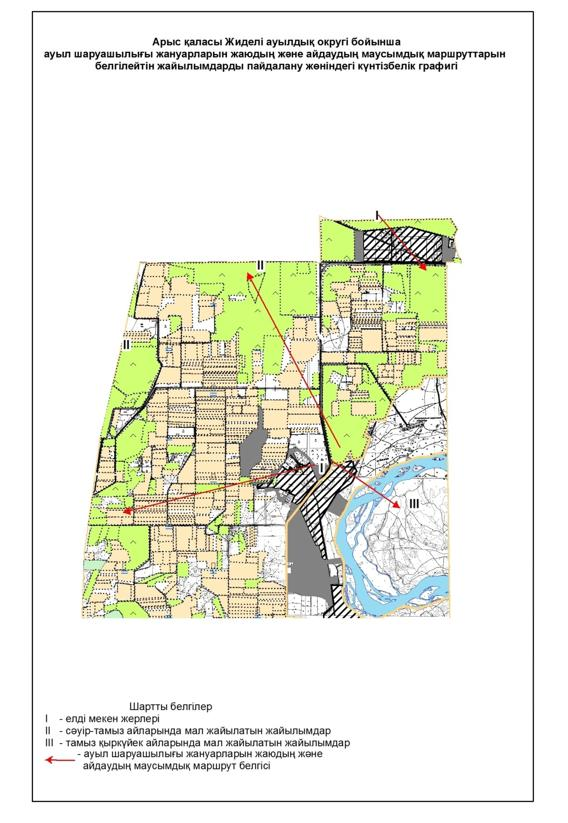 Арыс қаласы Жиделі ауылдық округі бойынша
ауыл шаруашылығы жануарларын жаюдың және айдаудың маусымдық маршруттарын
белгілейтін жайылымдарды пайдалану жөніндегі күнтізбелік графигі
I
II
II
I
III
Шартты белгілер
I - елді мекен жерлері
II - сәуір-тамыз айларында мал жайылатын жайылымдар
III - тамыз қыркүйек айларында мал жайылатын жайылымдар
- ауыл шаруашылығы жануарларын жаюдың және
айдаудың маусымдық маршрут белгісі